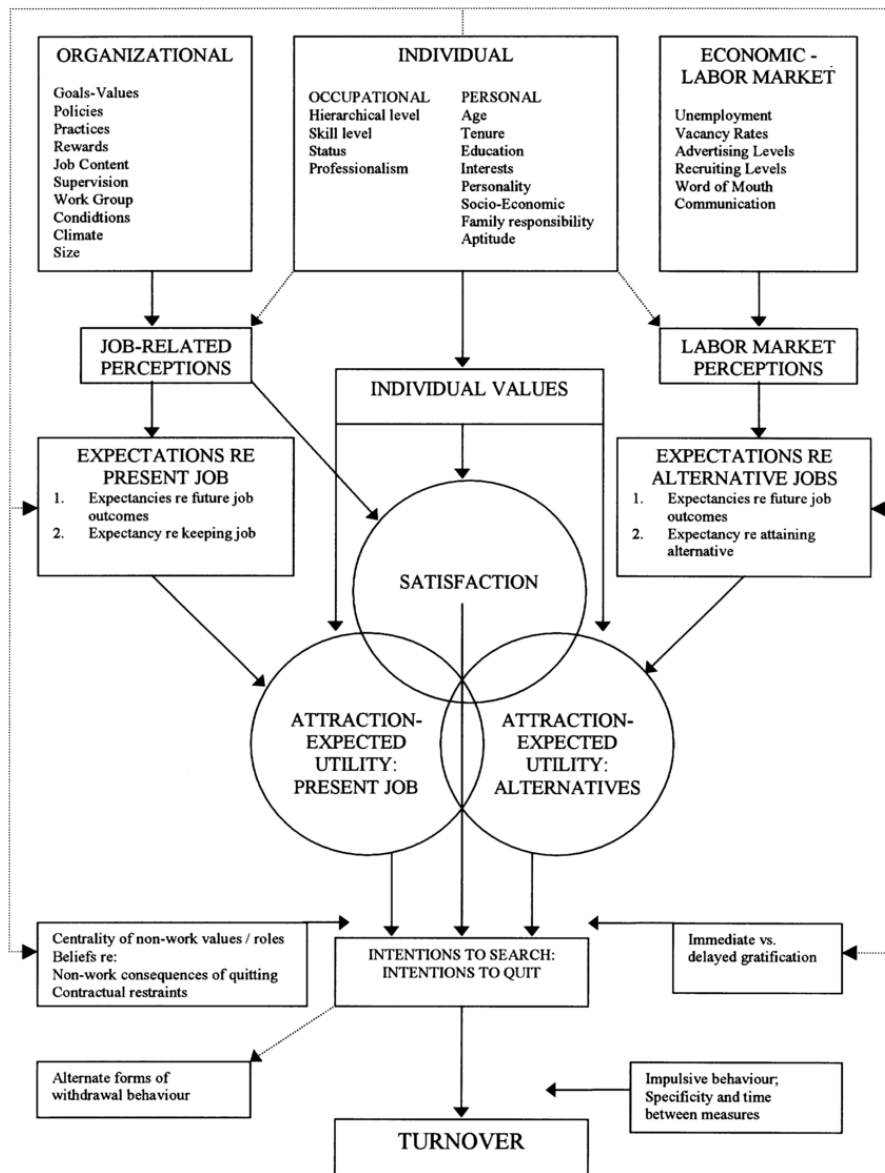 ORGANIZATIONAL
Goals-Values
Policies
Practices
Rewards
Job Content
Supervision
Work Group
Condidtions
Climate
Size
INDIVIDUAL
OCCUPATIONAL
Hierarchical level
Skill level
Status
Professionalism
PERSONAL
Age
Tenure
Education
Interests
Personality
Socio-Economic
Family responsibility
Aptitude
ECONOMIC -
LABOR MARKET
Unemployment
Vacancy Rates
Advertising Levels
Recruiting Levels
Word of Mouth
Communication
JOB-RELATED
PERCEPTIONS
INDIVIDUAL VALUES
LABOR MARKET
PERCEPTIONS
EXPECTATIONS RE
PRESENT JOB
1. Expectancies re future job
outcomes
2. Expectancy re keeping job
EXPECTATIONS RE
ALTERNATIVE JOBS
1. Expectancies re future job
outcomes
2. Expectancy re attaining
alternative
SATISFACTION
ATTRACTION-
EXPECTED
UTILITY:
PRESENT JOB
ATTRACTION-
EXPECTED
UTILITY:
ALTERNATIVES
Centrality of non-work values / roles
Beliefs re:
Non-work consequences of quitting
Contractual restraints
INTENTIONS TO SEARCH:
INTENTIONS TO QUIT
Immediate vs.
delayed gratification
Alternate forms of
withdrawal behaviour
Impulsive behaviour;
Specificity and time
between measures
TURNOVER